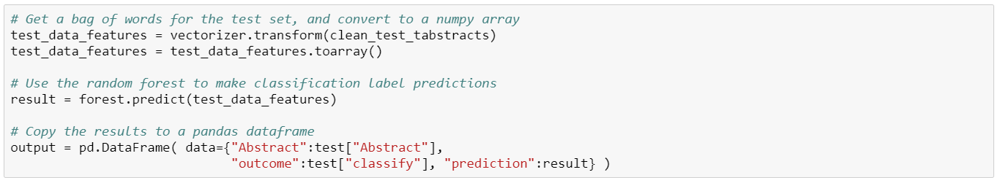 # Get a bag of words for the test set, and convert to a numpy array
test_data_features = vectorizer.transform(clean_test_tabstracts)
test_data_features = test_data_features.toarray()
# Use the random forest to make classification label predictions
result = forest.predict(test_data_features)
# Copy the results to a pandas dataframe
output = pd.DataFrame( data={"Abstract":test["Abstract"],
"outcome":test["classify"], "prediction":result} )